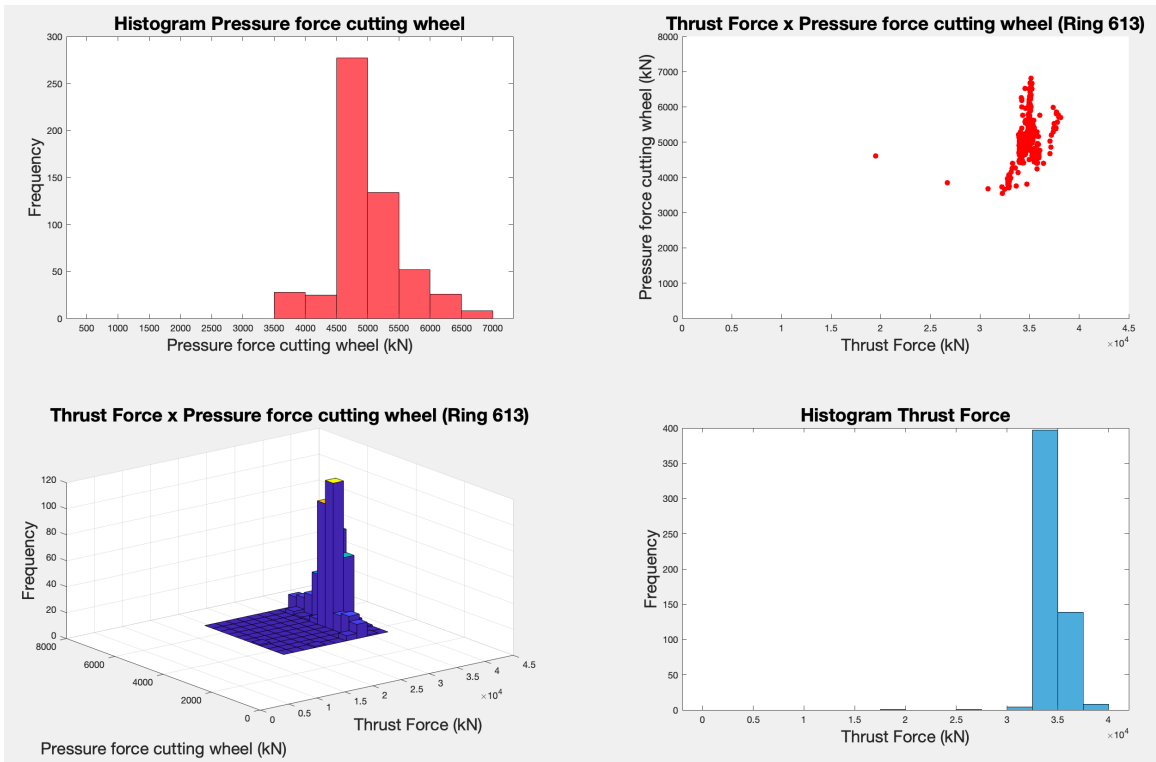 Histogram Pressure force cutting wheel
300
250
200
150
100
50
0
Frequency
500 1000 1500 2000 2500 3000 3500 4000 4500 5000 5500 6000 6500 7000
Pressure force cutting wheel (kN)
Thrust Force x Pressure force cutting wheel (Ring 613)
8000
7000
6000
5000
4000
3000
2000
1000
0
Pressure force cutting wheel (kN)
0 0.5 1 1.5 2 2.5 3 3.5 4 4.5
×10⁴
Thrust Force (kN)
Thrust Force x Pressure force cutting wheel (Ring 613)
120
100
80
60
40
20
0
Frequency
8000
6000
4000
2000
0
0 0.5 1 1.5 2 2.5 3 3.5 4 4.5
×10⁴
Thrust Force (kN)
Pressure force cutting wheel (kN)
Histogram Thrust Force
400
350
300
250
200
150
100
50
0
Frequency
0 0.5 1 1.5 2 2.5 3 3.5 4
×10⁴
Thrust Force (kN)